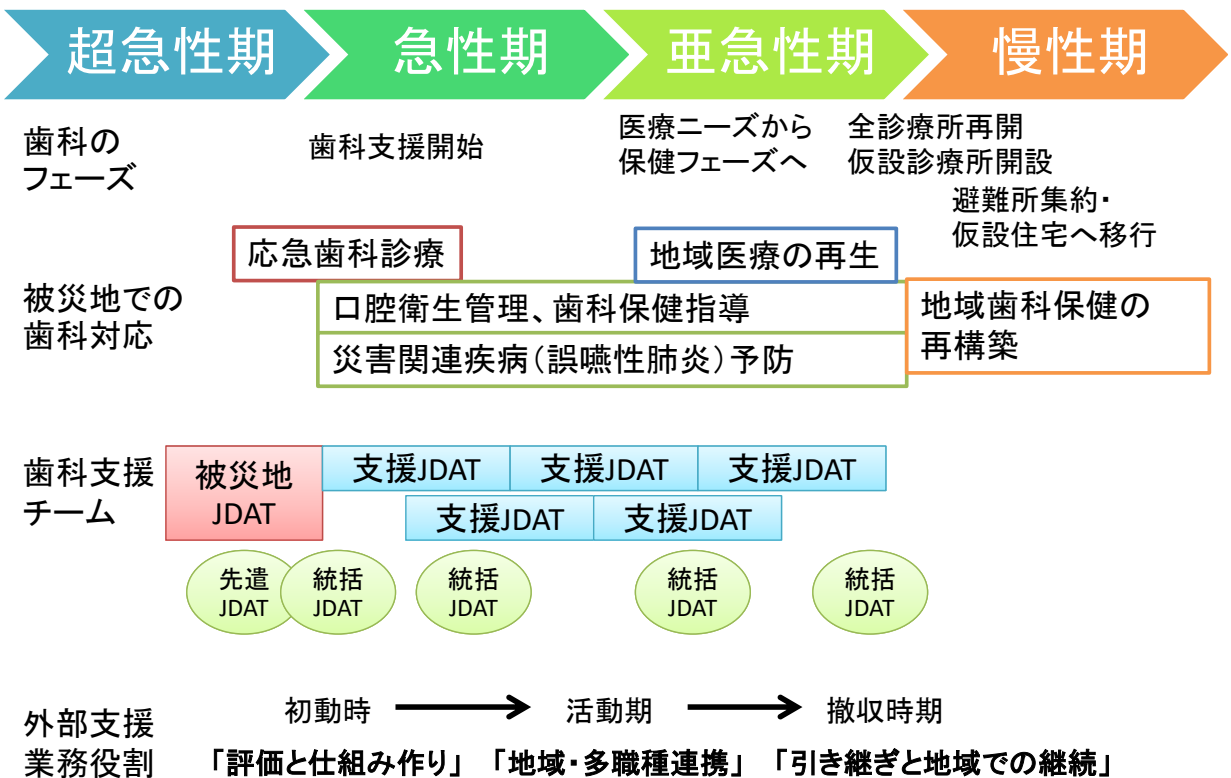 超急性期
急性期
亜急性期
慢性期
歯科の
フェーズ
歯科支援開始
医療ニーズから
保健フェーズへ
全診療所再開
仮設診療所開設
避難所集約・
仮設住宅へ移行
被災地での
歯科対応
応急歯科診療
地域医療の再生
口腔衛生管理、歯科保健指導
災害関連疾病（誤嚥性肺炎）予防
地域歯科保健の
再構築
歯科支援
チーム
被災地
JDAT
支援JDAT
支援JDAT
支援JDAT
支援JDAT
支援JDAT
先遣
JDAT
統括
JDAT
統括
JDAT
統括
JDAT
統括
JDAT
外部支援
業務役割
初動時
活動期
撤収時期
「評価と仕組み作り」
「地域・多職種連携」
「引き継ぎと地域での継続」